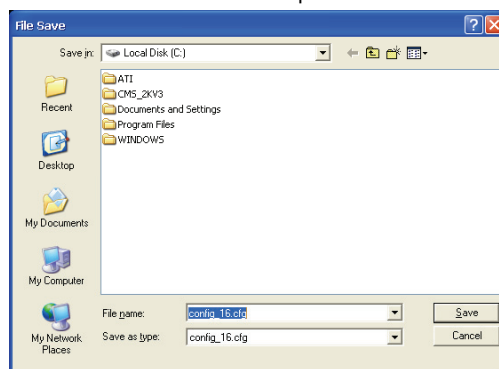 File Save
Save in:
Local Disk (C:)
ATI
CMS_2KV3
Documents and Settings
Program Files
WINDOWS
Recent
Desktop
My Documents
My Computer
My Network
Places
File name:
config_16.cfg
Save
Save as type:
config_16.cfg
Cancel